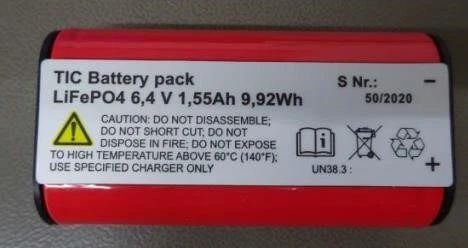 TIC Battery pack
S Nr.: −
LiFePO4 6,4 V 1,55Ah 9,92Wh
50/2020
CAUTION: DO NOT DISASSEMBLE;
DO NOT SHORT CUT; DO NOT
DISPOSE IN FIRE; DO NOT EXPOSE
TO HIGH TEMPERATURE ABOVE 60°C (140°F);
USE SPECIFIED CHARGER ONLY
UN38.3 :
+